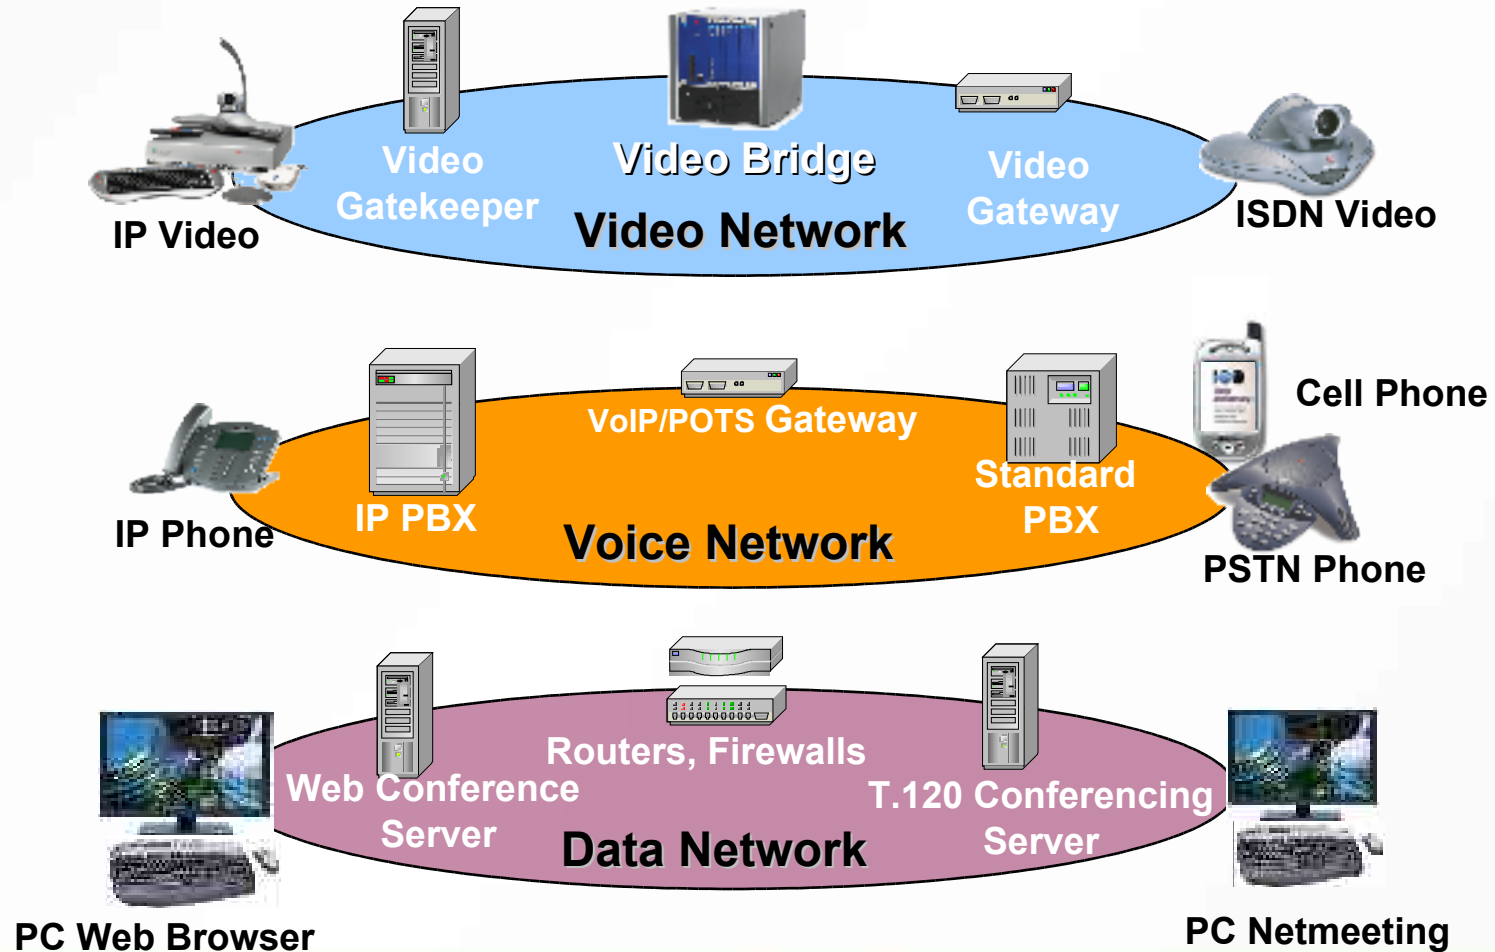 Video
Gatekeeper
Video Bridge
Video
Gateway
IP Video
Video Network
ISDN Video
Cell Phone
VoIP/POTS Gateway
IP Phone
IP PBX
Standard
PBX
Voice Network
PSTN Phone
Routers, Firewalls
Web Conference
Server
T.120 Conferencing
Server
Data Network
PC Web Browser
PC Netmeeting